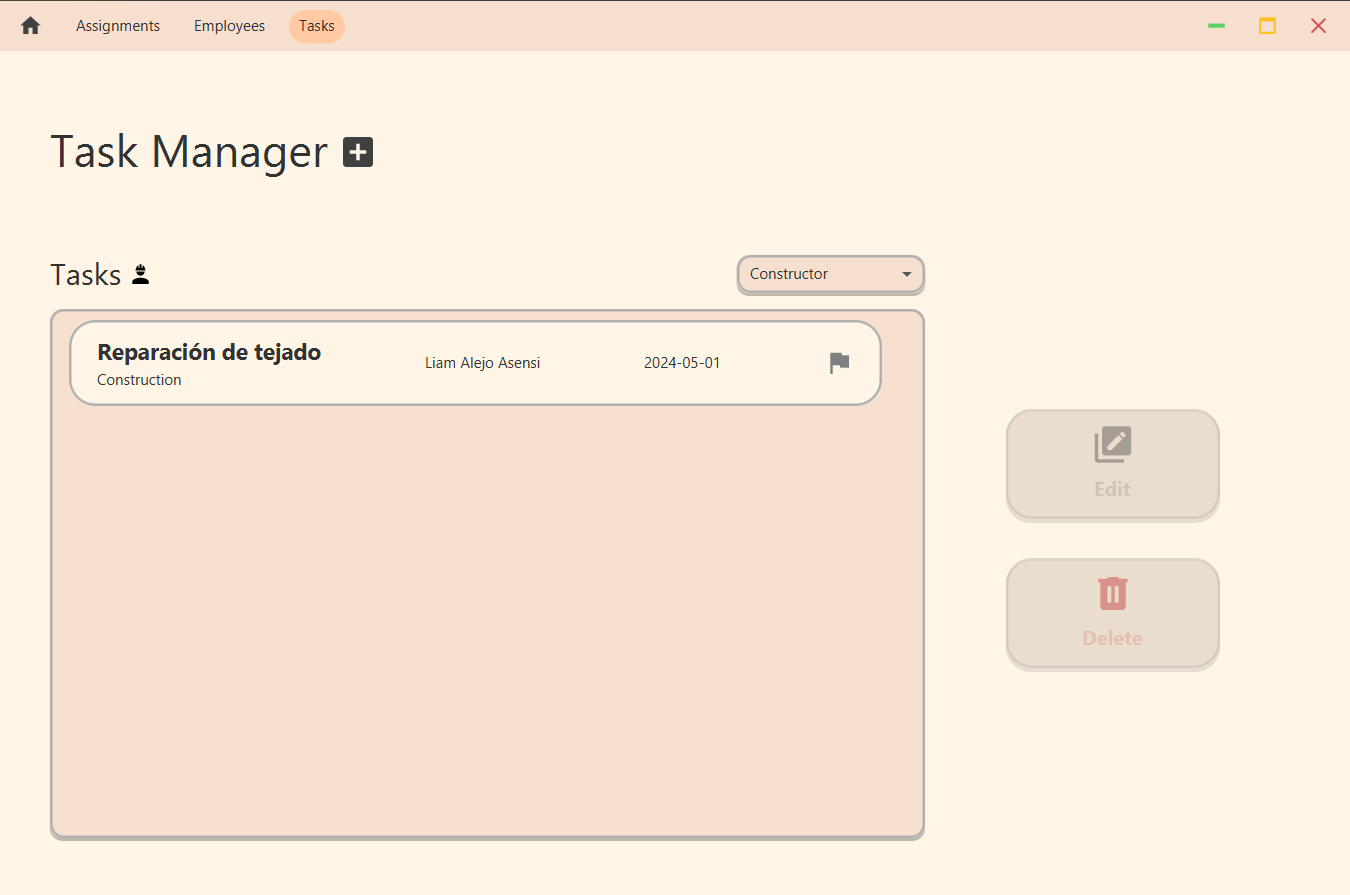 Assignments Employees Tasks
Task Manager
Tasks
Constructor
Reparación de tejado
Construction
Liam Alejo Asensi
2024-05-01
Edit
Delete